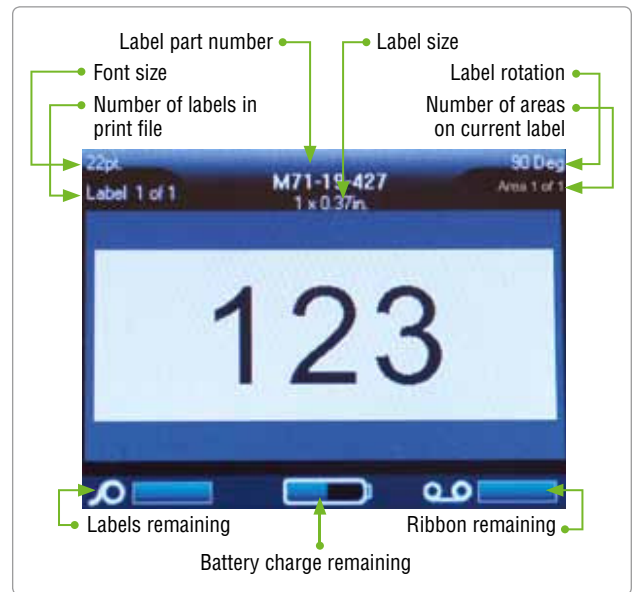 Label part number
Label size
Font size
Label rotation
Number of labels in
print file
Number of areas
on current label
22pt.
90 Deg
M71-19-427
Label 1 of 1
Area 1 of 1
1 x 0.37in.
123
Labels remaining
Ribbon remaining
Battery charge remaining